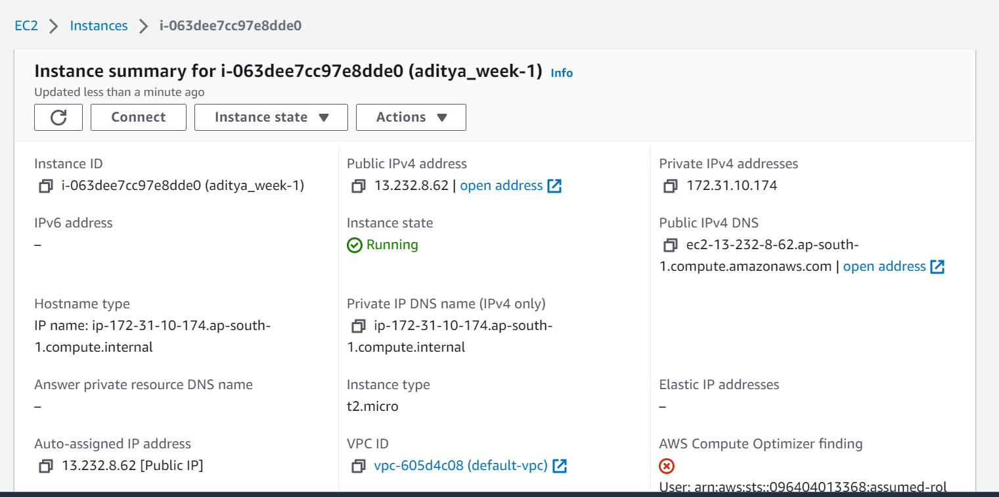 EC2 > Instances > i-063dee7cc97e8dde0
Instance summary for i-063dee7cc97e8dde0 (aditya_week-1) Info
Updated less than a minute ago
Connect
Instance state ▼
Actions ▼
Instance ID
i-063dee7cc97e8dde0 (aditya_week-1)
Public IPv4 address
13.232.8.62 | open address
Private IPv4 addresses
172.31.10.174
IPv6 address
–
Instance state
Running
Public IPv4 DNS
ec2-13-232-8-62.ap-south-
1.compute.amazonaws.com | open address
Hostname type
IP name: ip-172-31-10-174.ap-south-
1.compute.internal
Private IP DNS name (IPv4 only)
ip-172-31-10-174.ap-south-
1.compute.internal
Answer private resource DNS name
–
Instance type
t2.micro
Elastic IP addresses
–
Auto-assigned IP address
13.232.8.62 [Public IP]
VPC ID
vpc-605d4c08 (default-vpc)
AWS Compute Optimizer finding
User: arn:aws:sts::096404013368:assumed-rol